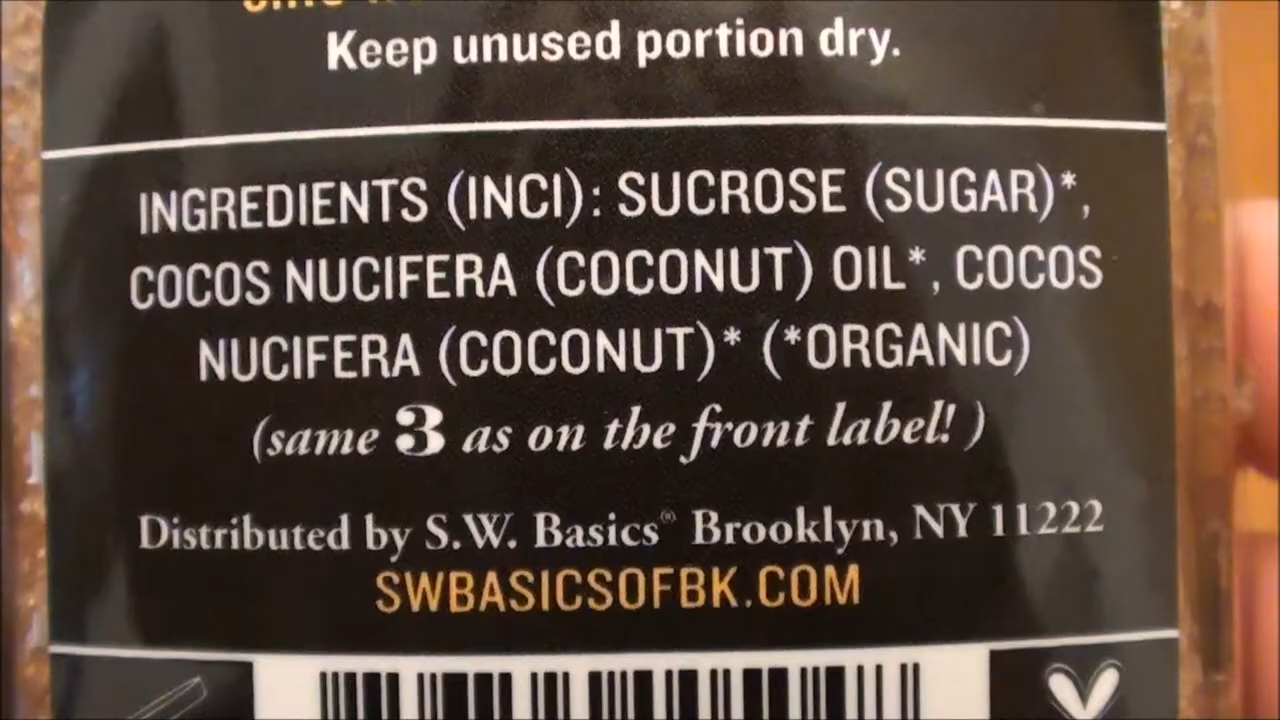 Keep unused portion dry.
INGREDIENTS (INCI): SUCROSE (SUGAR)*,
COCOS NUCIFERA (COCONUT) OIL*, COCOS
NUCIFERA (COCONUT)* (*ORGANIC)
(same 3 as on the front label! )
Distributed by S.W. Basics® Brooklyn, NY 11222
SWBASICSOFBK.COM